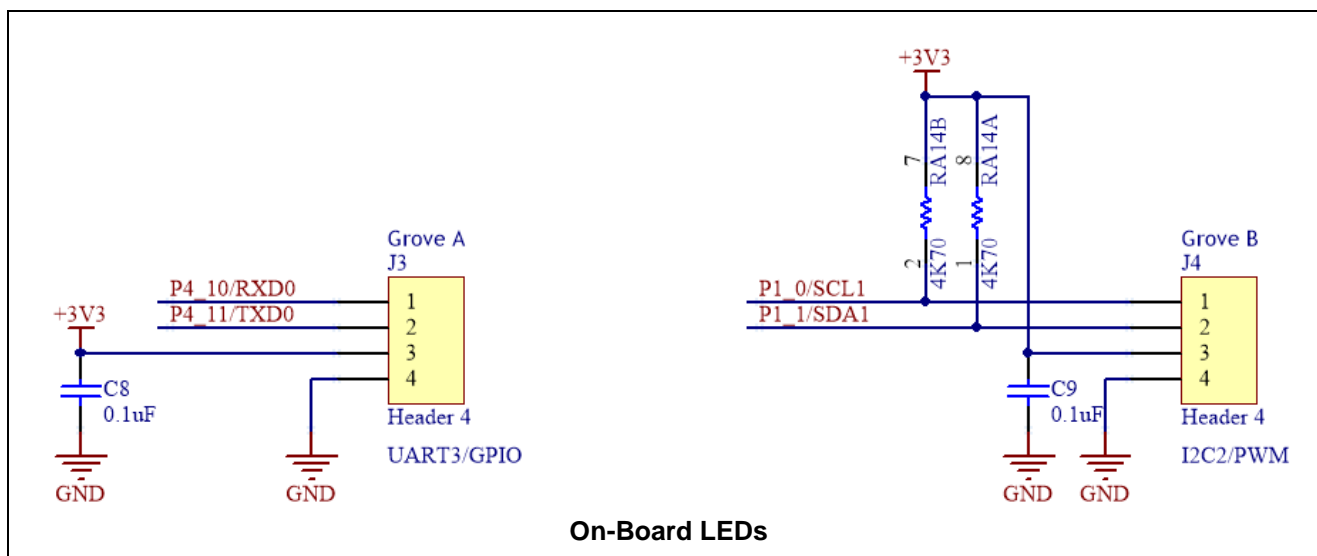 Grove A
J3
P4_10/RXD0
P4_11/TXD0
+3V3
1
2
3
4
C8
0.1uF
Header 4
UART3/GPIO
GND
GND
+3V3
RA14B
RA14A
7
8
2
1
4K70
4K70
Grove B
J4
P1_0/SCL1
P1_1/SDA1
1
2
3
4
C9
0.1uF
Header 4
I2C2/PWM
GND
GND
On-Board LEDs